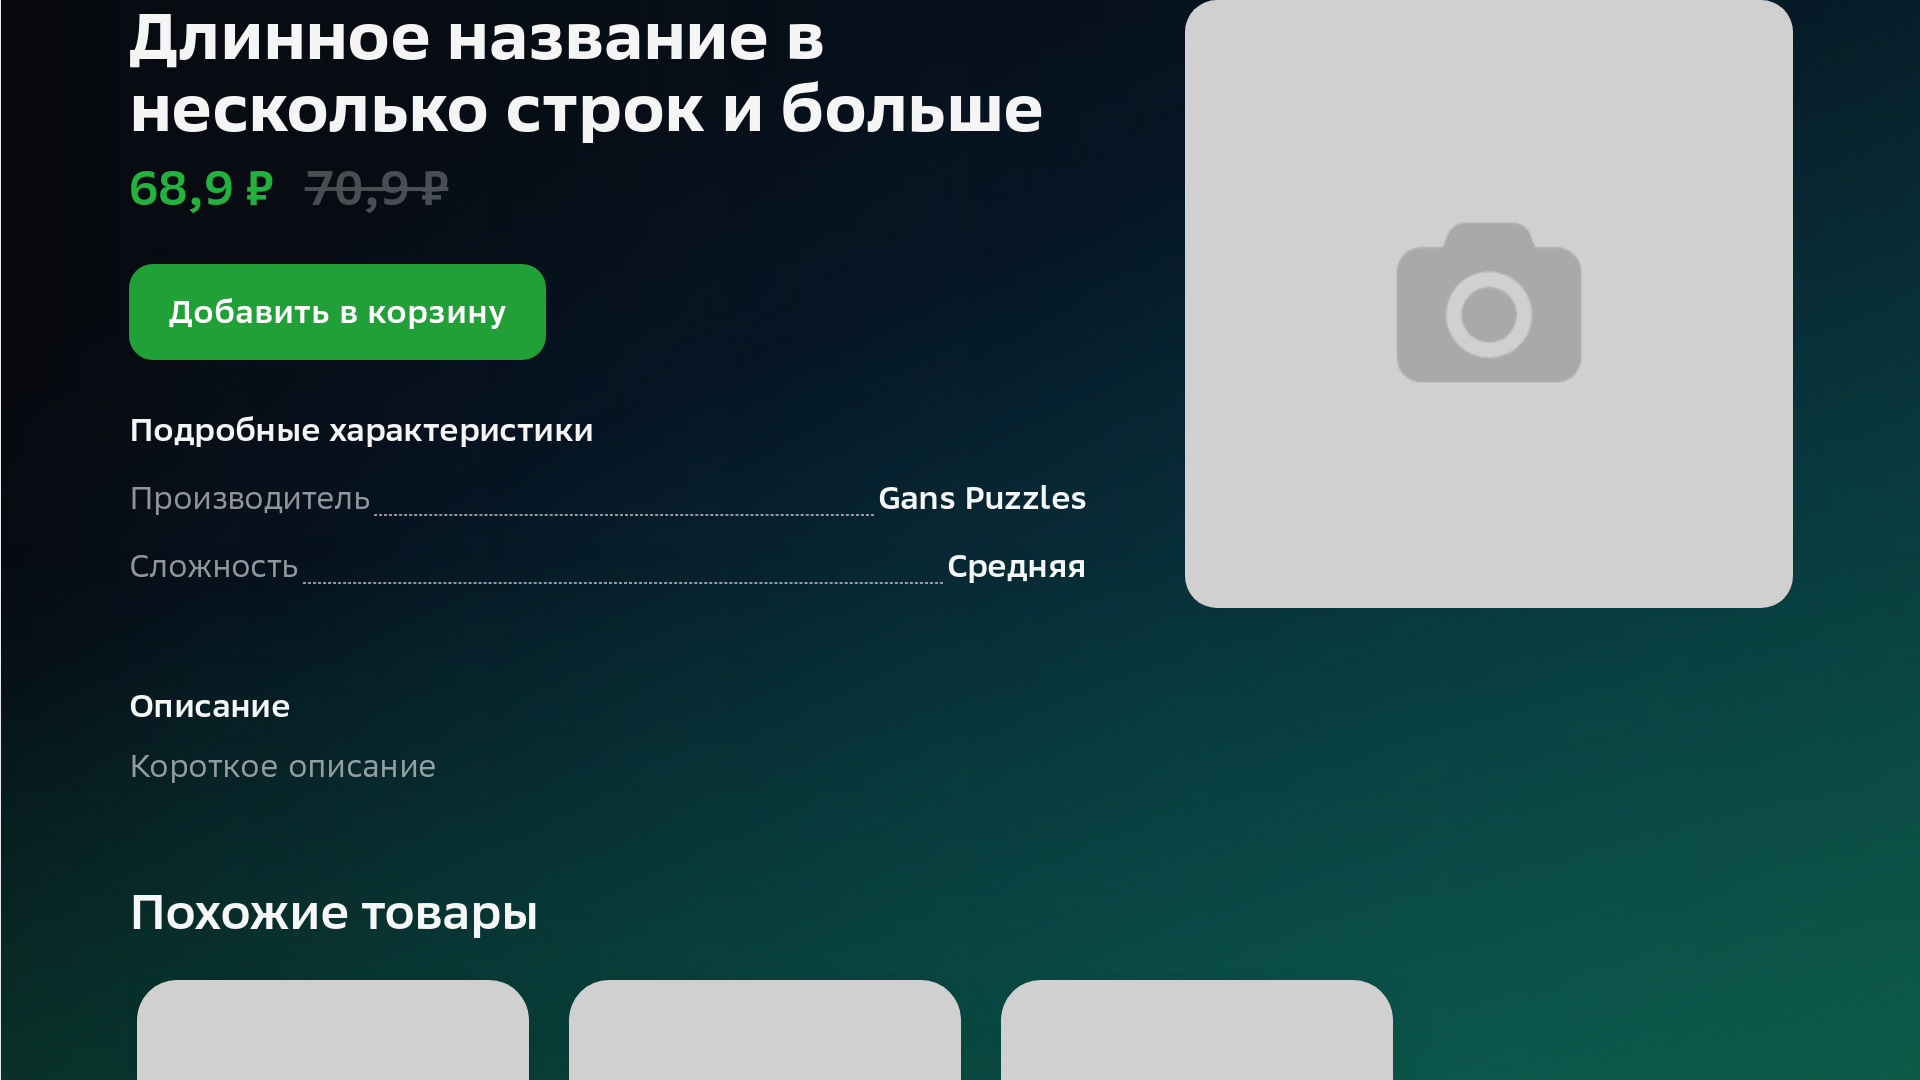 Длинное название в
несколько строк и больше
68,9 ₽ 70,9 ₽
Добавить в корзину
Подробные характеристики
Производитель Gans Puzzles
Сложность Средняя
Описание
Короткое описание
Похожие товары